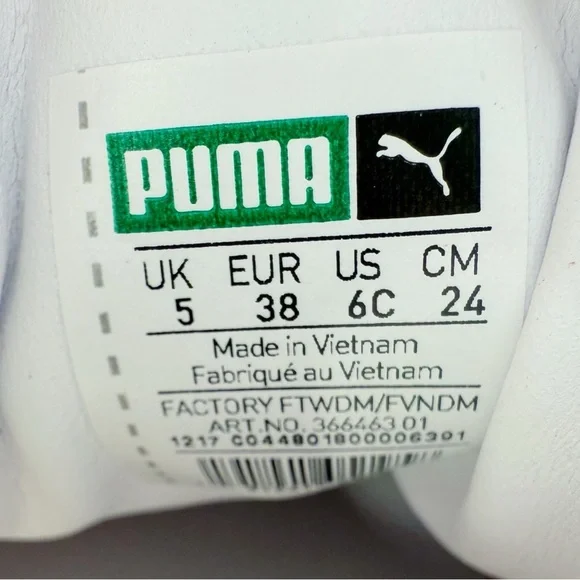 PUMA
UK EUR US CM
5 38 6C 24
Made in Vietnam
Fabriqué au Vietnam
FACTORY FTWDM/FVNDM
ART.NO. 366463 01
1217 C0448018000006301